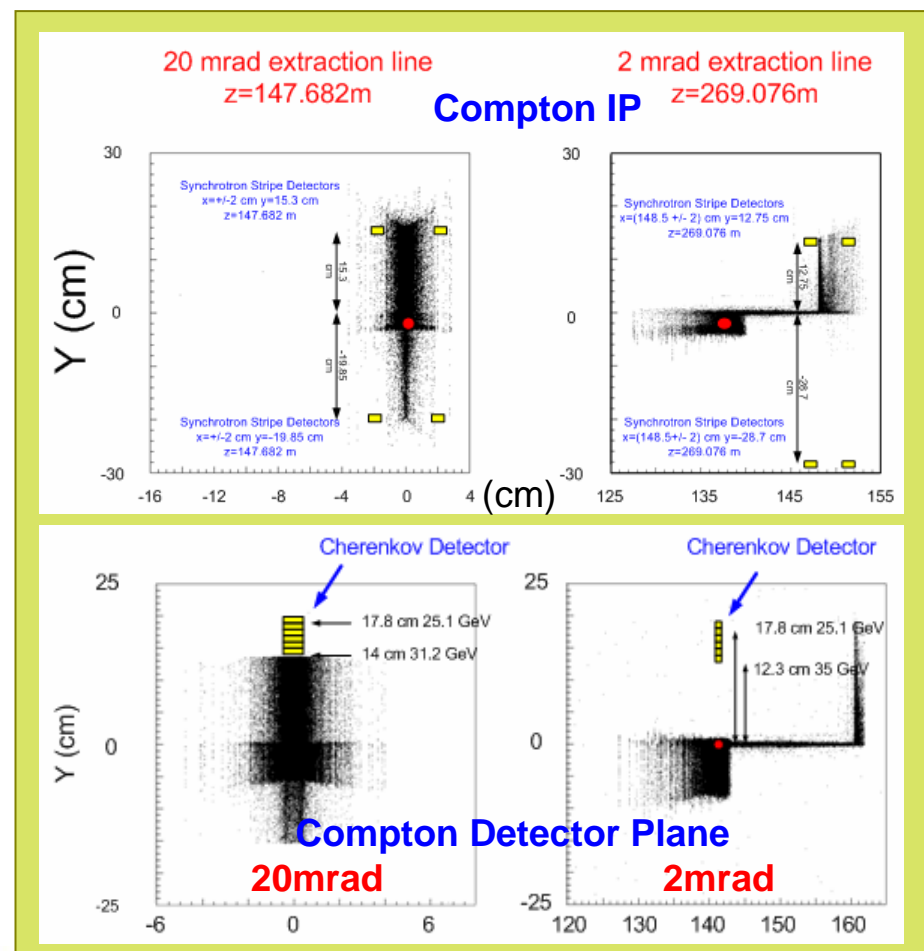 20 mrad extraction line
z=147.682m
2 mrad extraction line
z=269.076m
Compton IP
30
Synchrotron Stripe Detectors
x=+/-2 cm y=15.3 cm
z=147.682 m
15.3
cm
Y (cm)
0
-19.85
cm
Synchrotron Stripe Detectors
x=+/-2 cm y=-19.85 cm
z=147.682 m
-30
-16 -12 -8 -4 0 4
(cm)
30
Synchrotron Stripe Detectors
x=(148.5 +/- 2) cm y=12.75 cm
z=269.076 m
12.75
cm
0
-28.7
cm
Synchrotron Stripe Detectors
x=(148.5+/- 2) cm y=-28.7 cm
z=269.076 m
-30
125 135 145 155
Cherenkov Detector
25
17.8 cm 25.1 GeV
14 cm 31.2 GeV
Y (cm)
0
-25
-6 0 6
Cherenkov Detector
25
17.8 cm 25.1 GeV
12.3 cm 35 GeV
0
-25
120 130 140 150 160
Compton Detector Plane
20mrad
2mrad